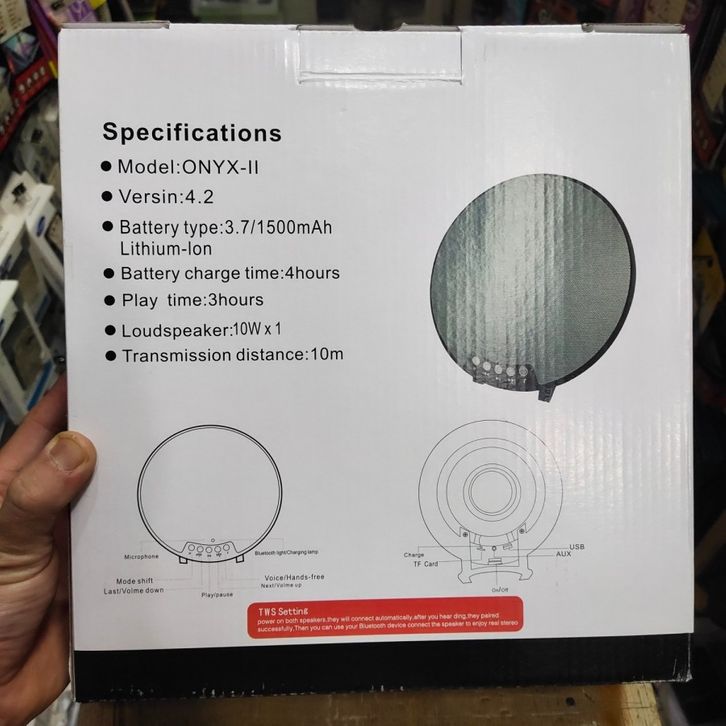 Specifications
● Model:ONYX-II
● Versin:4.2
● Battery type:3.7/1500mAh
Lithium-Ion
● Battery charge time:4hours
● Play time:3hours
● Loudspeaker:10W x 1
● Transmission distance:10m
Microphone
Bluetooth light/Charging lamp
Mode shift
Last/Volme down
Play/pause
Voice/Hands-free
Next/Volme up
Charge
TF Card
USB
AUX
on/off
TWS Setting
power on both speakers,they will connect automatically,after you hear ding,they paired
successfully,Then you can use your Bluetooth device connect the speaker to enjoy real stereo